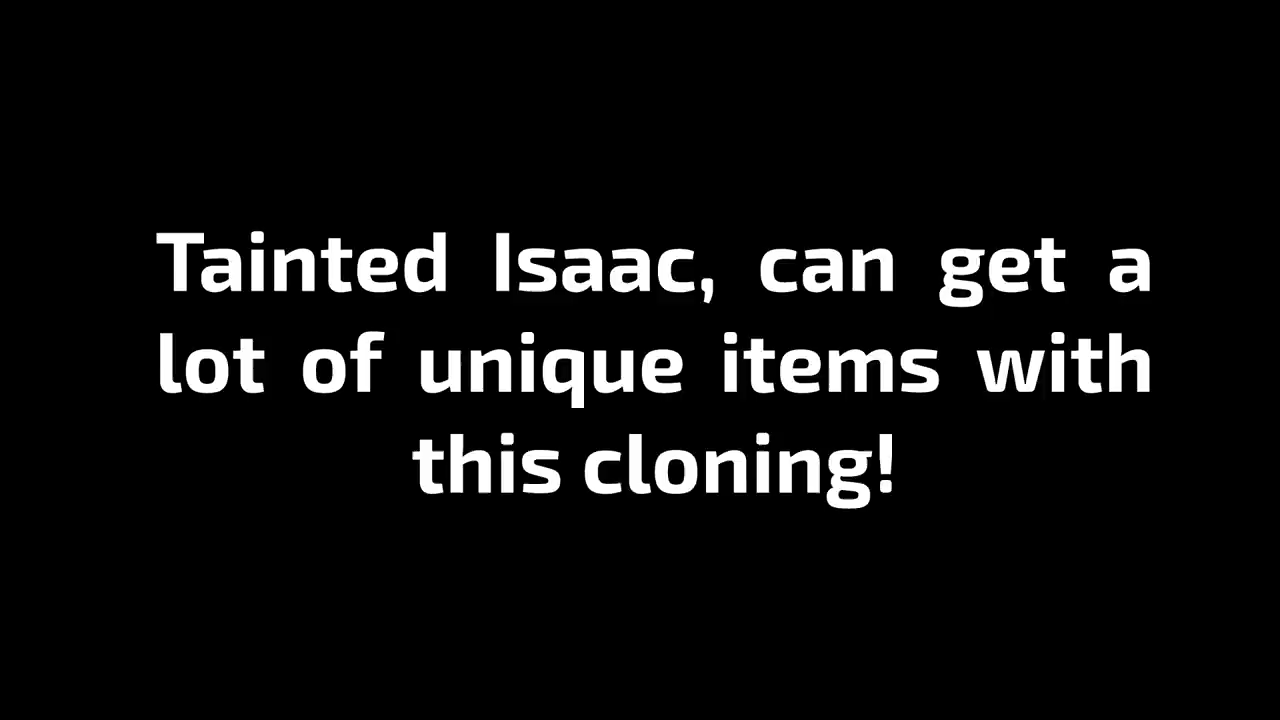 Tainted Isaac, can get a
lot of unique items with
this cloning!